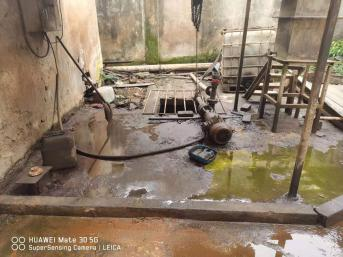 HUAWEI Mate 30 5G
SuperSensing Camera | LEICA